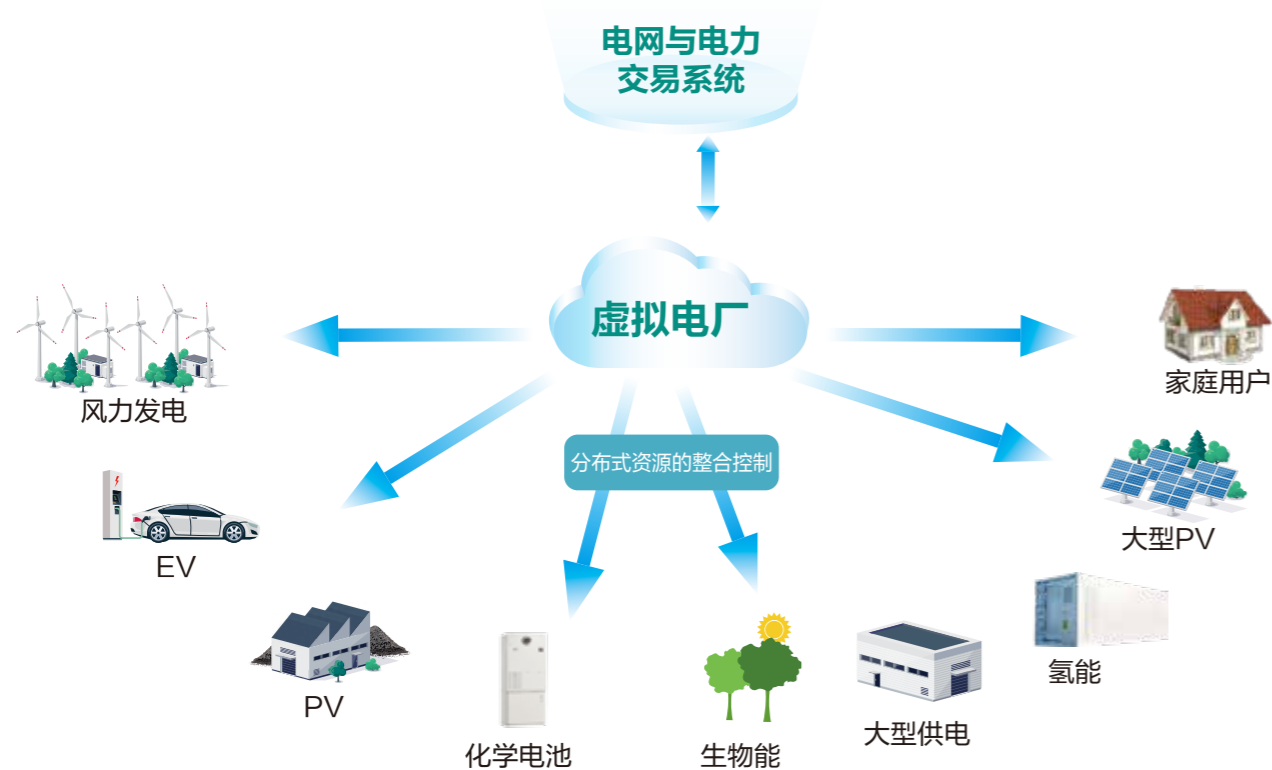 电网与电力
交易系统
虚拟电厂
家庭用户
风力发电
分布式资源的整合控制
大型PV
EV
氢能
PV
大型供电
化学电池
生物能